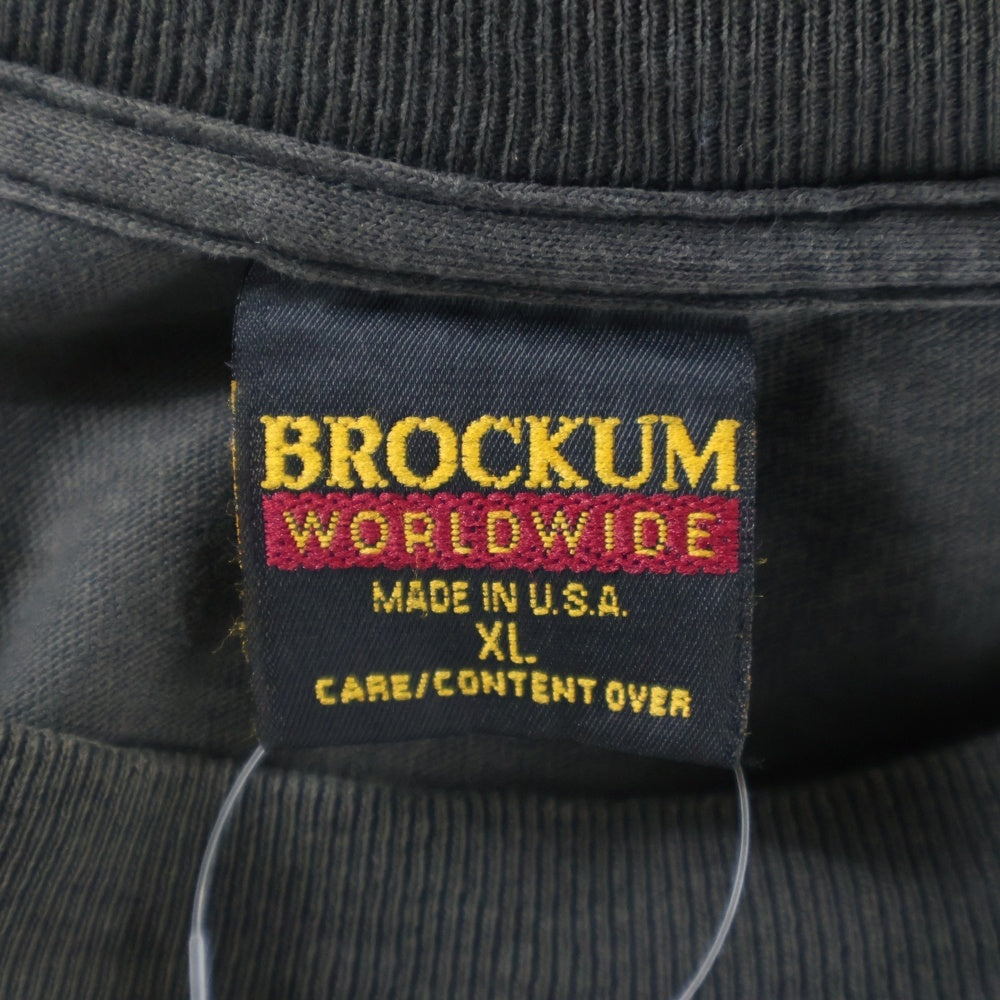 BROCKUM
WORLDWIDE
MADE IN U.S.A.
XL
CARE/CONTENT OVER